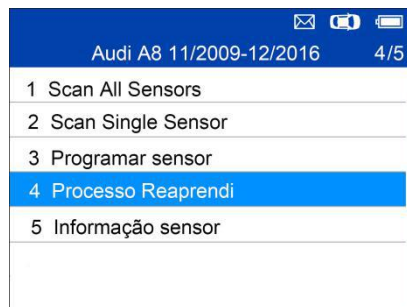 Audi A8 11/2009-12/2016 4/5
1 Scan All Sensors
2 Scan Single Sensor
3 Programar sensor
4 Processo Reaprendi
5 Informação sensor